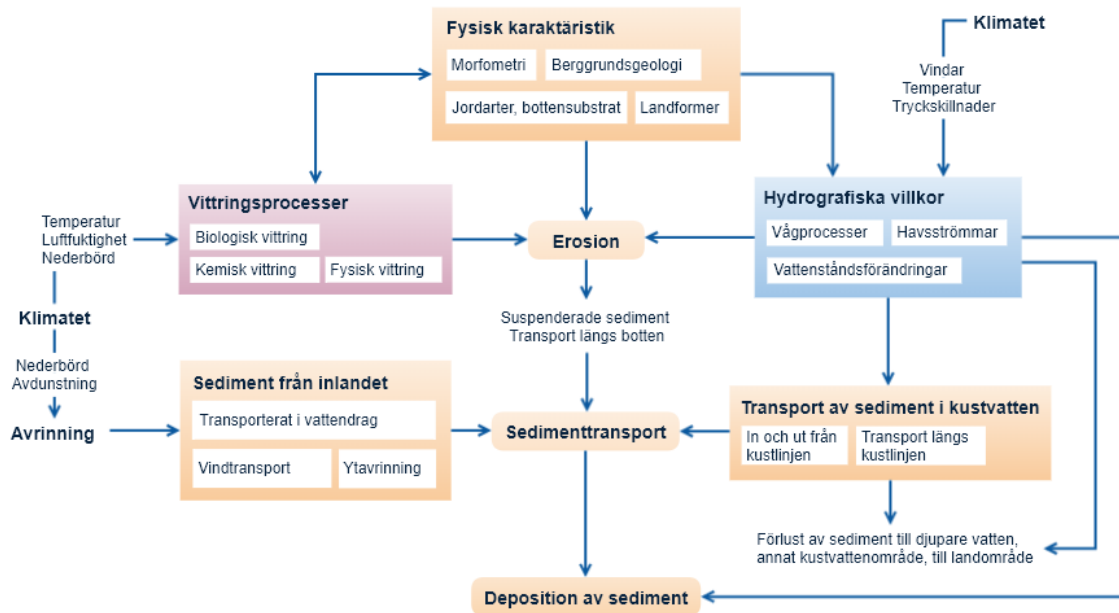 Fysisk karaktäristik
Morfometri
Berggrundsgeologi
Jordarter, bottensubstrat
Landformer
Klimatet
Vindar
Temperatur
Tryckskillnader
Vittringsprocesser
Biologisk vittring
Kemisk vittring
Fysisk vittring
Temperatur
Luftfuktighet
Nederbörd
Klimatet
Nederbörd
Avdunstning
Avrinning
Erosion
Hydrografiska villkor
Vågprocesser
Havsströmmar
Vattenståndsförändringar
Suspenderade sediment
Transport längs botten
Sediment från inlandet
Transporterat i vattendrag
Vindtransport
Ytavrinning
Sedimenttransport
Transport av sediment i kustvatten
In och ut från
kustlinjen
Transport längs
kustlinjen
Förlust av sediment till djupare vatten,
annat kustvattenområde, till landområde
Deposition av sediment